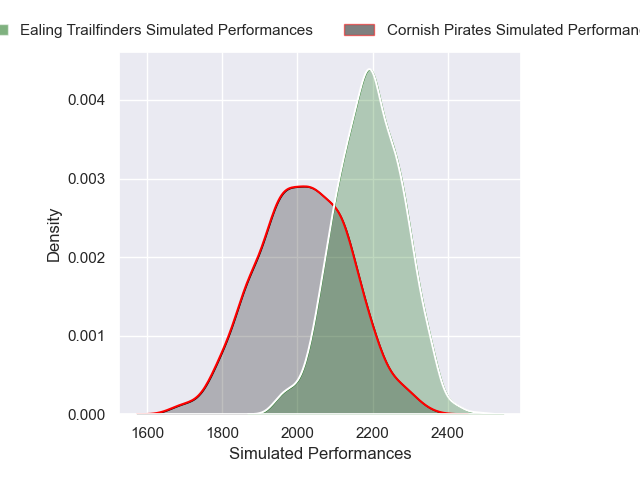 Ealing Trailfinders Simulated Performances
Cornish Pirates Simulated
0.004
0.003
0.002
0.001
0.000
Density
1600 1800 2000 2200 2400
Simulated Performances